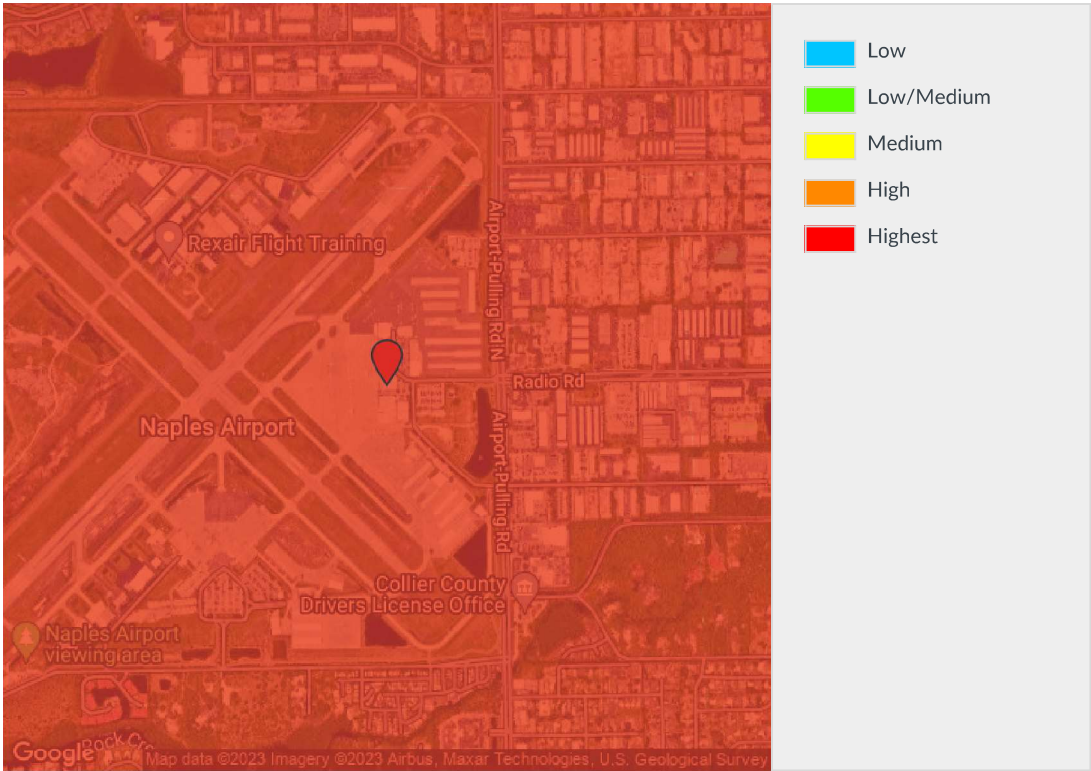 Low
Low/Medium
Medium
High
Highest
Airport-Pulling Rd N
Rexair Flight Training
Radio Rd
Naples Airport
Airport-Pulling Rd
Collier County
Drivers License Office
Naples Airport
viewing area
Rock Cr
Google
Map data ©2023 Imagery ©2023 Airbus, Maxar Technologies, U.S. Geological Survey